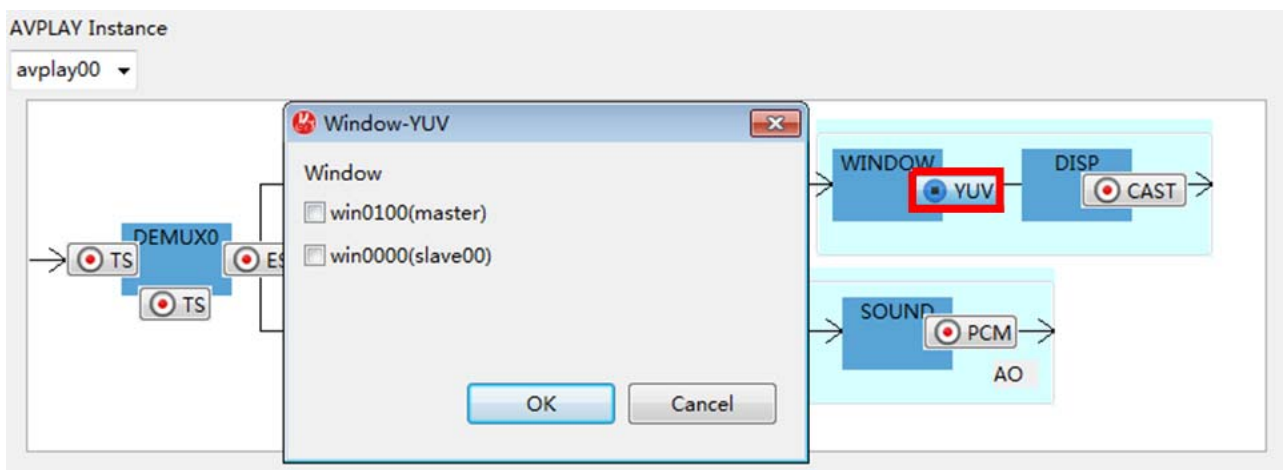 AVPLAY Instance
avplay00
Window-YUV
Window
win0100(master)
win0000(slave00)
OK
Cancel
DEMUX0
TS
ES
TS
WINDOW
YUV
DISP
CAST
SOUND
PCM
AO